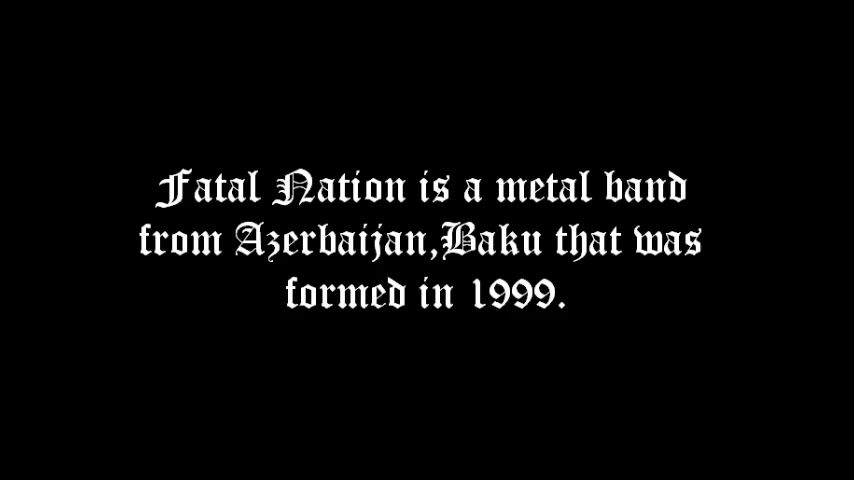 Fatal Nation is a metal band
from Azerbaijan,Baku that was
formed in 1999.